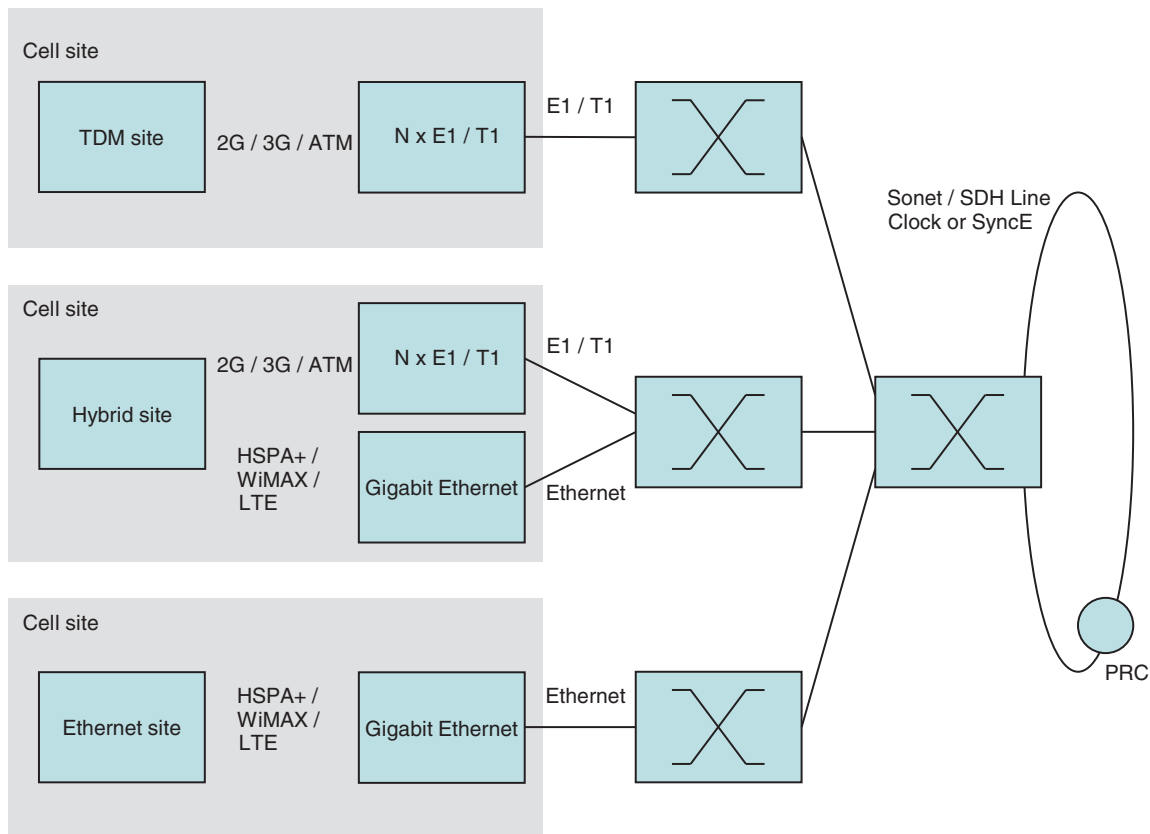 Cell site
TDM site
2G / 3G / ATM
N x E1 / T1
E1 / T1
Sonet / SDH Line
Clock or SyncE
Cell site
Hybrid site
2G / 3G / ATM
N x E1 / T1
E1 / T1
HSPA+ /
WiMAX /
LTE
Gigabit Ethernet
Ethernet
Cell site
Ethernet site
HSPA+ /
WiMAX /
LTE
Gigabit Ethernet
Ethernet
PRC